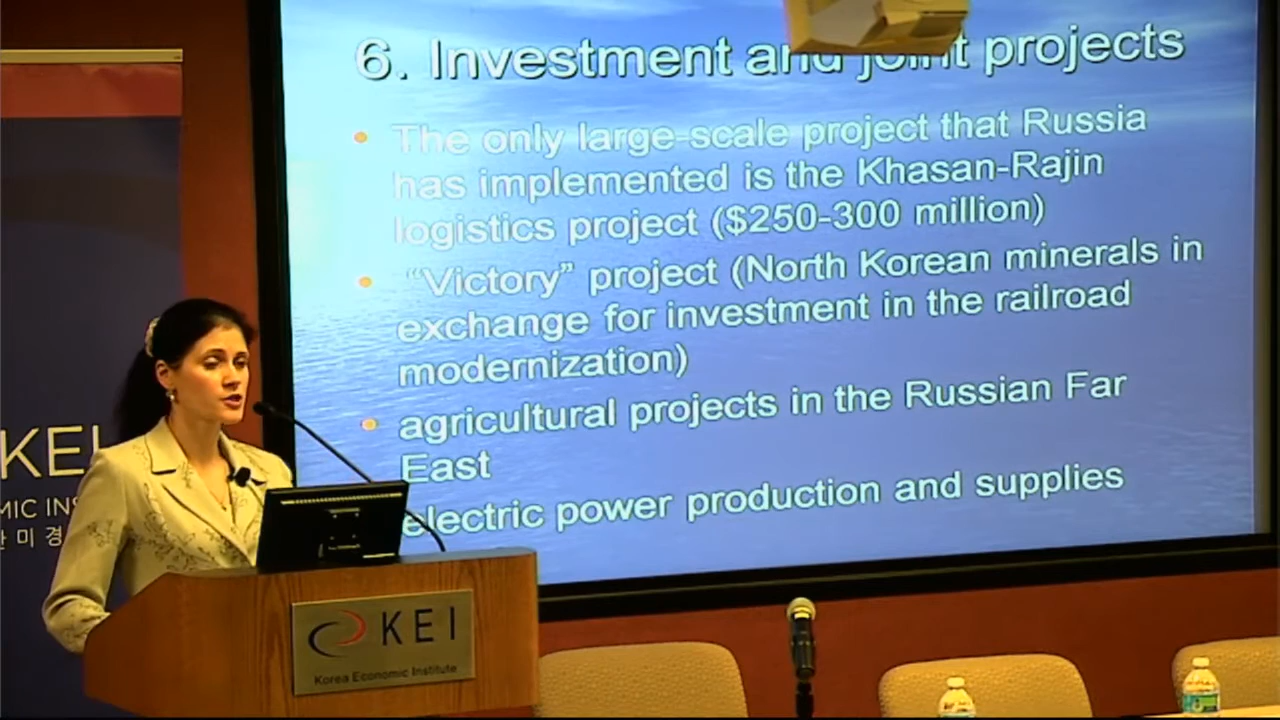 6. Investment and joint projects
The only large-scale project that Russia
has implemented is the Khasan-Rajin
logistics project ($250-300 million)
“Victory” project (North Korean minerals in
exchange for investment in the railroad
modernization)
agricultural projects in the Russian Far
East
electric power production and supplies
KEI
미 경
KEI
Korea Economic Institute